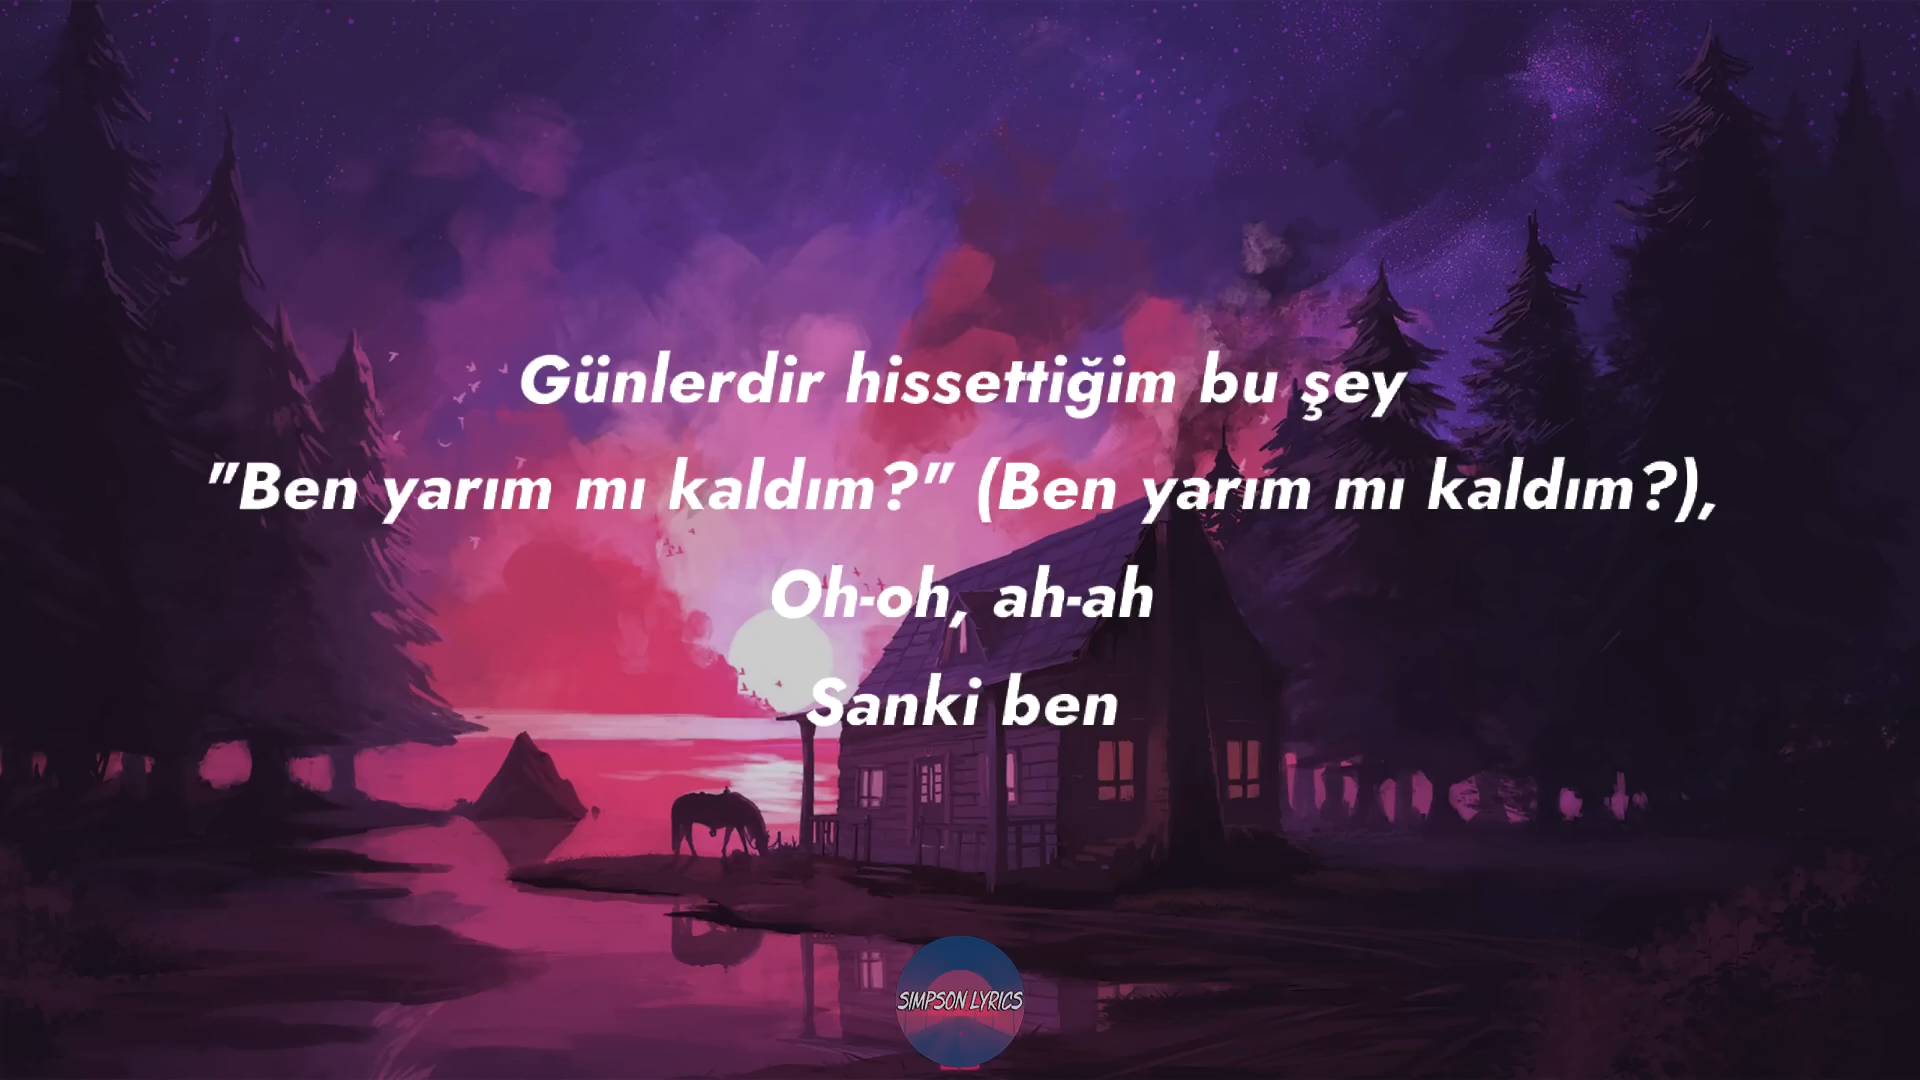 Günlerdir hissettiğim bu şey
"Ben yarım mı kaldım?" (Ben yarım mı kaldım?),
Oh-oh, ah-ah
Sanki ben
SIMPSON LYRICS